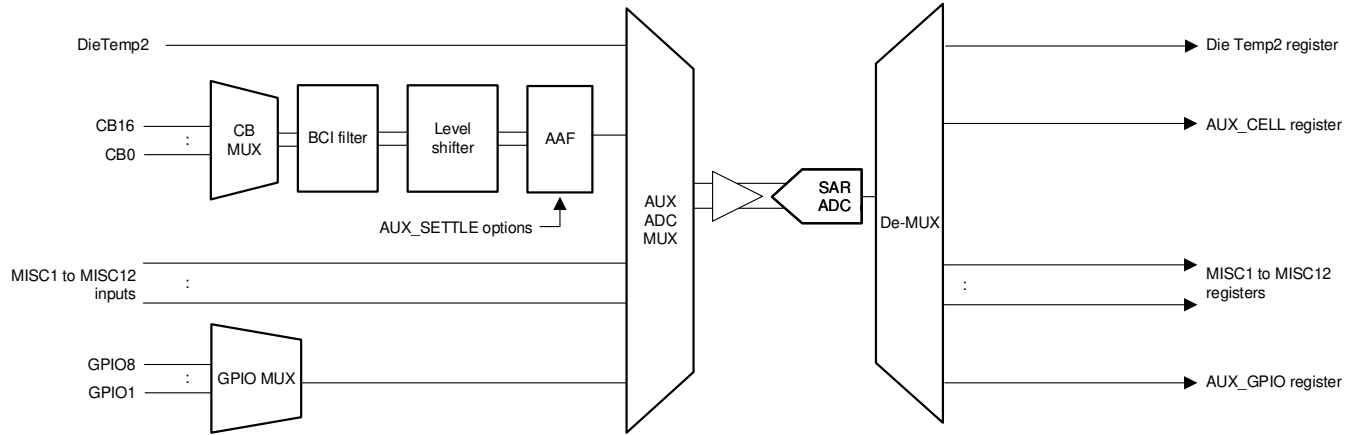 DieTemp2
CB16
:
CB0
CB
MUX
BCI filter
Level
shifter
AAF
AUX_SETTLE options
MISC1 to MISC12
inputs
:
GPIO8
:
GPIO1
GPIO MUX
AUX
ADC
MUX
SAR
ADC
De-MUX
Die Temp2 register
AUX_CELL register
:
MISC1 to MISC12
registers
AUX_GPIO register